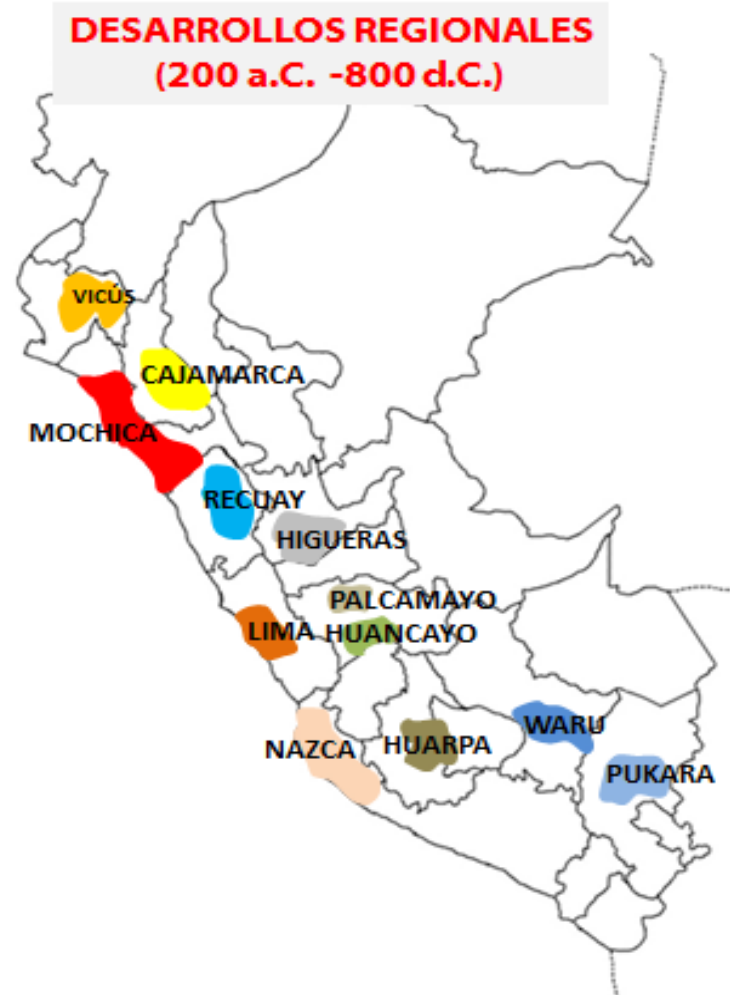 DESARROLLOS REGIONALES
(200 a.C. -800 d.C.)
VICÚS
CAJAMARCA
MOCHICA
RECUAY
HIGUERAS
PALCAMAYO
LIMA
HUANCAYO
WARU
NAZCA
HUARPA
PUKARA